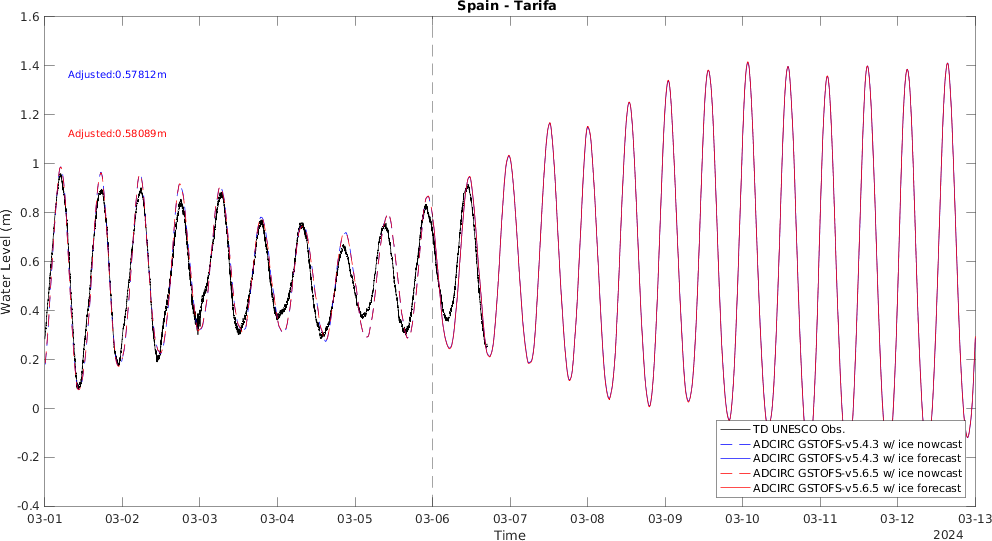 Spain - Tarifa
1.6
1.4
1.2
1
0.8
0.6
0.4
0.2
0
-0.2
-0.4
Water Level (m)
Adjusted:0.57812m
Adjusted:0.58089m
TD UNESCO Obs.
ADCIRC GSTOFS-v5.4.3 w/ ice nowcast
ADCIRC GSTOFS-v5.4.3 w/ ice forecast
ADCIRC GSTOFS-v5.6.5 w/ ice nowcast
ADCIRC GSTOFS-v5.6.5 w/ ice forecast
03-01 03-02 03-03 03-04 03-05 03-06 03-07 03-08 03-09 03-10 03-11 03-12 03-13
Time
2024